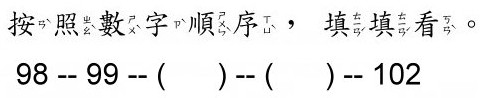 按照數字順序，填填看。
98 -- 99 -- (　　) -- (　　) -- 102